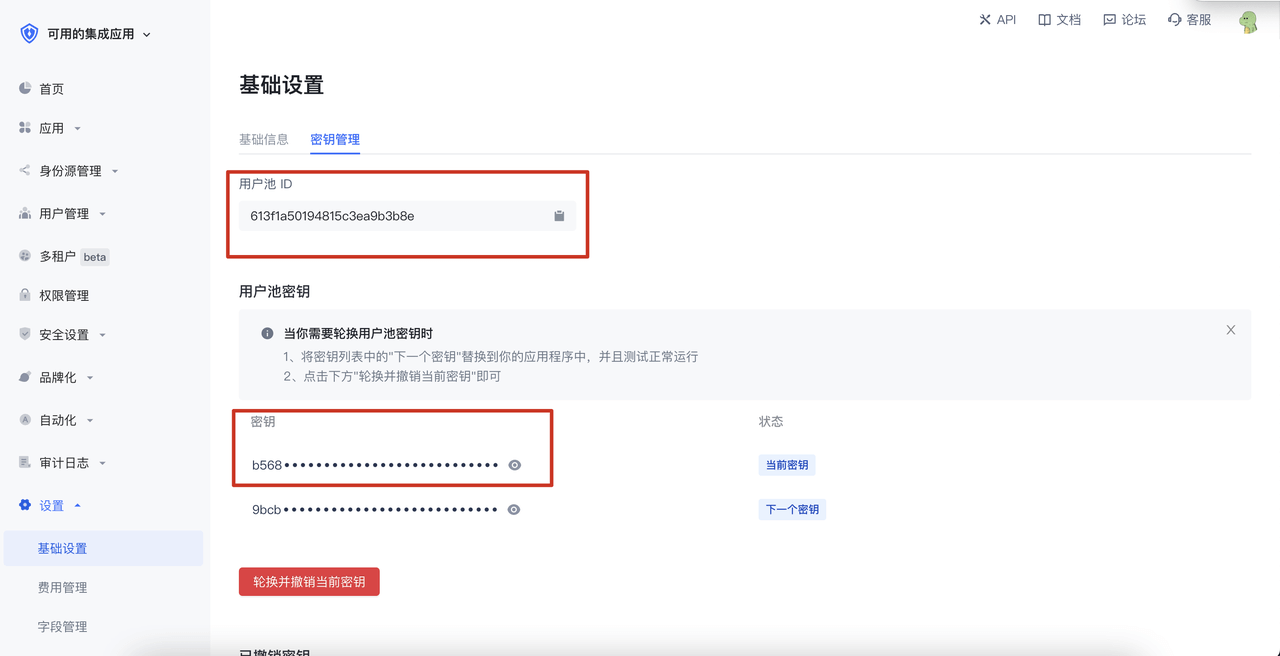 可用的集成应用
API
文档
论坛
客服
首页
应用
身份源管理
用户管理
多租户 beta
权限管理
安全设置
品牌化
自动化
审计日志
设置
基础设置
费用管理
字段管理
基础设置
基础信息 密钥管理
用户池 ID
613f1a50194815c3ea9b3b8e
用户池密钥
当你需要轮换用户池密钥时
1、将密钥列表中的"下一个密钥"替换到你的应用程序中，并且测试正常运行
2、点击下方"轮换并撤销当前密钥"即可
密钥 状态
b568••••••••••••••••••••••••••• 当前密钥
9bcb••••••••••••••••••••••••••• 下一个密钥
轮换并撤销当前密钥
已撤销密钥